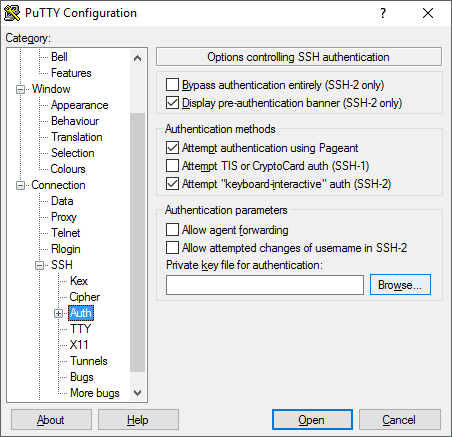 PuTTY Configuration
Category:
Bell
Features
Window
Appearance
Behaviour
Translation
Selection
Colours
Connection
Data
Proxy
Telnet
Rlogin
SSH
Kex
Cipher
Auth
TTY
X11
Tunnels
Bugs
More bugs
Options controlling SSH authentication
Bypass authentication entirely (SSH-2 only)
Display pre-authentication banner (SSH-2 only)
Authentication methods
Attempt authentication using Pageant
Attempt TIS or CryptoCard auth (SSH-1)
Attempt "keyboard-interactive" auth (SSH-2)
Authentication parameters
Allow agent forwarding
Allow attempted changes of username in SSH-2
Private key file for authentication:
Browse...
About
Help
Open
Cancel